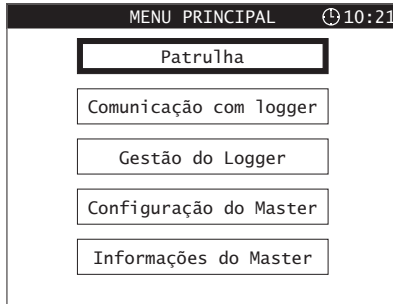 MENU PRINCIPAL 10:21
Patrulha
Comunicação com logger
Gestão do Logger
Configuração do Master
Informações do Master